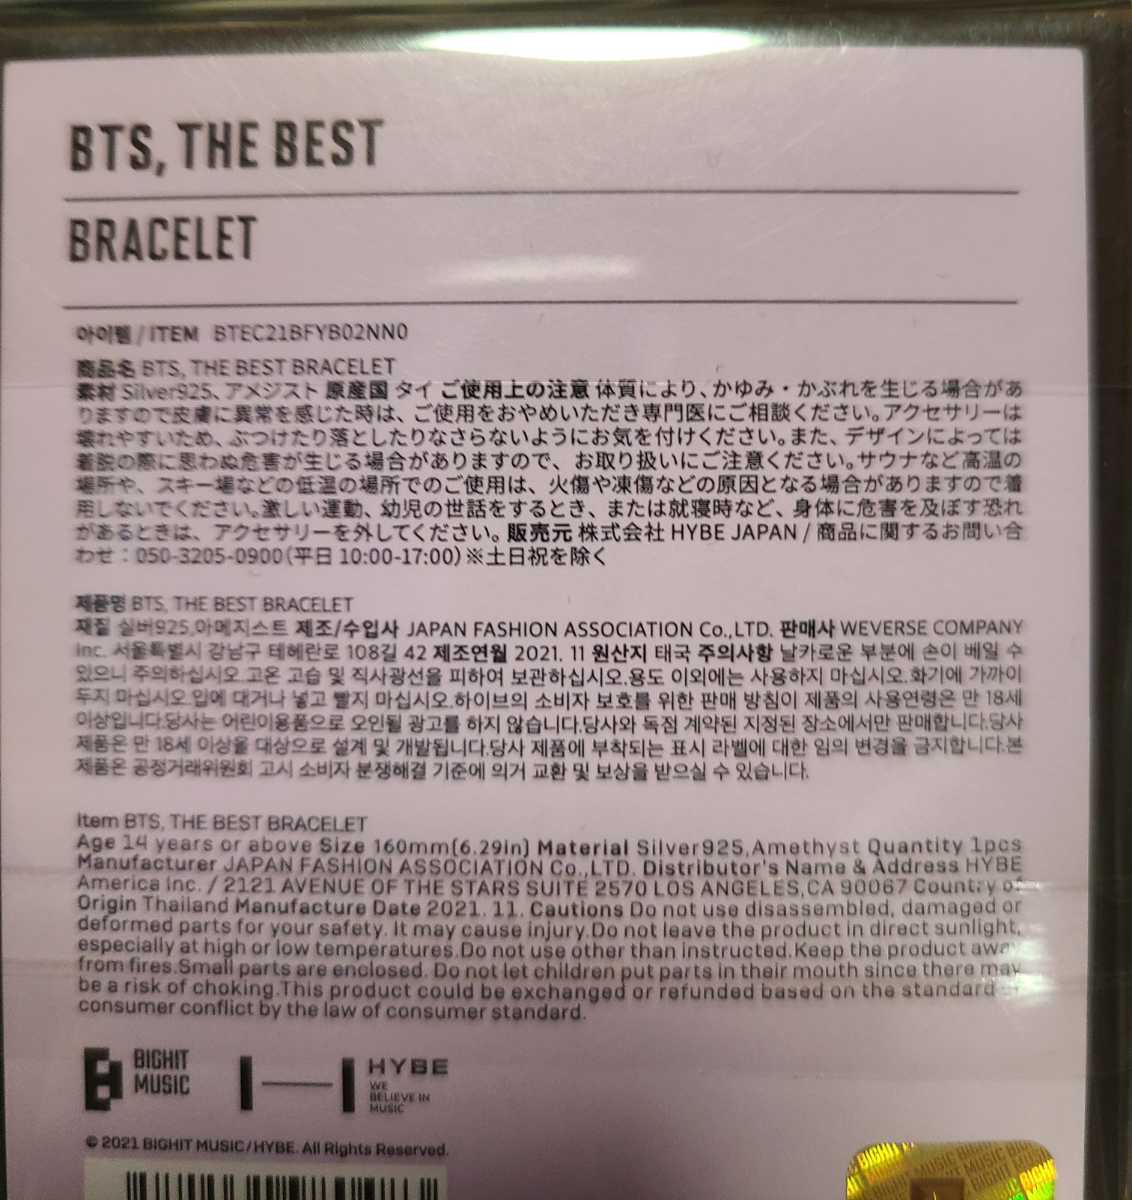 BTS, THE BEST
BRACELET
아이템 / ITEM BTEC21BFYB02NN0
商品名 BTS, THE BEST BRACELET
素材 Silver925、アメジスト 原産国 タイ ご使用上の注意 体質により、かゆみ・かぶれを生じる場合があ
りますので皮膚に異常を感じた時は、ご使用をおやめいただき専門医にご相談ください。アクセサリーは
壊れやすいため、ぶつけたり落としたりなさらないようにお気を付けください。また、デザインによっては
着脱の際に思わぬ危害が生じる場合がありますので、お取り扱いにご注意ください。サウナなど高温の
場所や、スキー場などの低温の場所でのご使用は、火傷や凍傷などの原因となる場合がありますので着
用しないでください。激しい運動、幼児の世話をするとき、または就寝時など、身体に危害を及ぼす恐れ
があるときは、アクセサリーを外してください。販売元 株式会社 HYBE JAPAN / 商品に関するお問い合
わせ：050-3205-0900（平日 10:00-17:00）※土日祝を除く
제품명 BTS, THE BEST BRACELET
재질 실버925,아메지스트 제조/수입사 JAPAN FASHION ASSOCIATION Co.,LTD. 판매사 WEVERSE COMPANY
Inc. 서울특별시 강남구 테헤란로 108길 42 제조연월 2021. 11 원산지 태국 주의사항 날카로운 부분에 손이 베일 수
있으니 주의하십시오.고온 고습 및 직사광선을 피하여 보관하십시오.용도 이외에는 사용하지 마십시오.화기에 가까이
두지 마십시오.입에 대거나 넣고 빨지 마십시오.하이브의 소비자 보호를 위한 판매 방침이 제품의 사용연령은 만 18세
이상입니다.당사는 어린이용품으로 오인될 광고를 하지 않습니다.당사와 독점 계약된 지정된 장소에서만 판매합니다.당사
제품은 만 18세 이상을 대상으로 설계 및 개발됩니다.당사 제품에 부착되는 표시 라벨에 대한 임의 변경을 금지합니다.본
제품은 공정거래위원회 고시 소비자 분쟁해결 기준에 의거 교환 및 보상을 받으실 수 있습니다.
Item BTS, THE BEST BRACELET
Age 14 years or above Size 160mm(6.29in) Material Silver925,Amethyst Quantity 1pcs
Manufacturer JAPAN FASHION ASSOCIATION Co.,LTD. Distributor's Name & Address HYBE
America Inc. / 2121 AVENUE OF THE STARS SUITE 2570 LOS ANGELES,CA 90067 Country of
Origin Thailand Manufacture Date 2021. 11. Cautions Do not use disassembled, damaged or
deformed parts for your safety. It may cause injury.Do not leave the product in direct sunlight,
especially at high or low temperatures.Do not use other than instructed.Keep the product away
from fires.Small parts are enclosed. Do not let children put parts in their mouth since there may
be a risk of choking.This product could be exchanged or refunded based on the standard of
consumer conflict by the law of consumer standard.
BIGHIT
MUSIC
HYBE
WE
BELIEVE IN
MUSIC
© 2021 BIGHIT MUSIC/HYBE. All Rights Reserved.
BIGHIT MUSIC BIGHIT